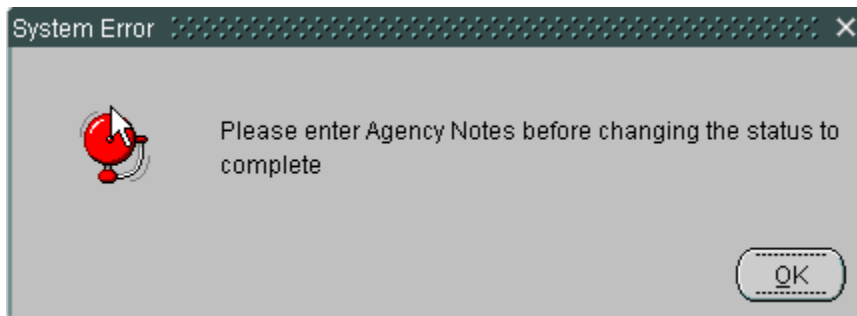 System Error
Please enter Agency Notes before changing the status to
complete
OK